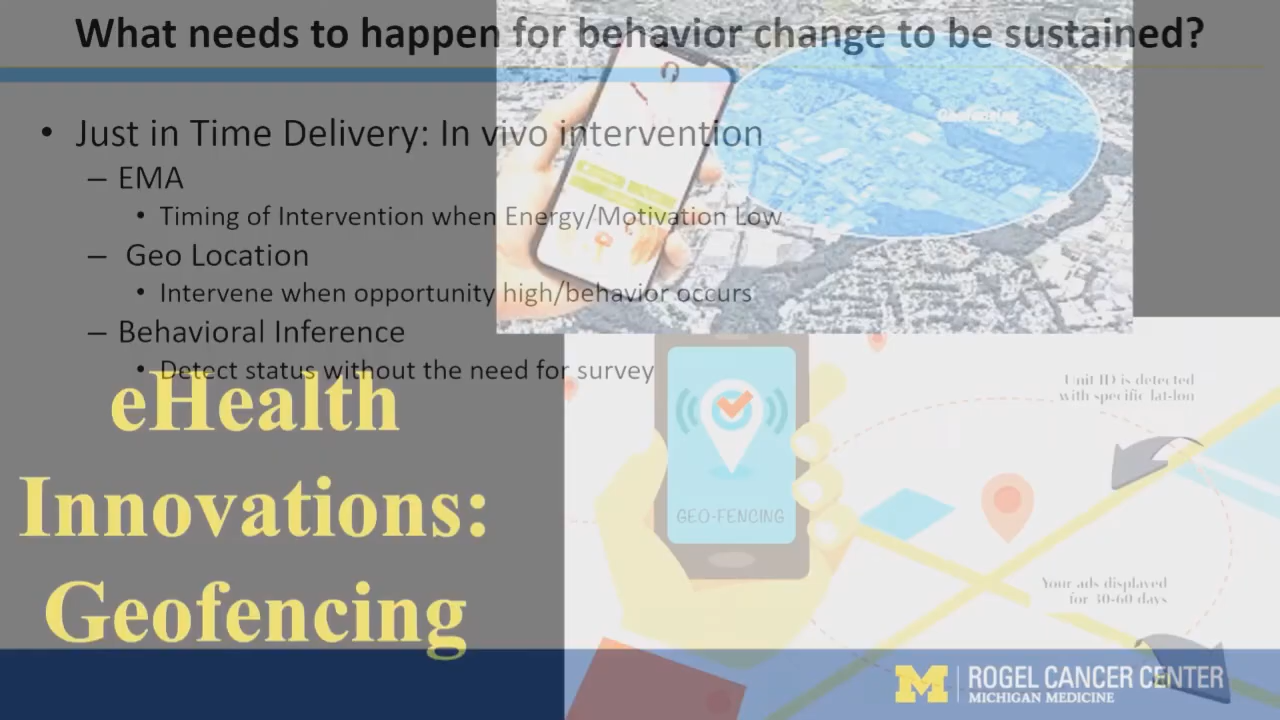 What needs to happen for behavior change to be sustained?
• Just in Time Delivery: In vivo intervention
– EMA
• Timing of Intervention when Energy/Motivation Low
– Geo Location
• Intervene when opportunity high/behavior occurs
– Behavioral Inference
• Detect status without the need for survey
Geofencing
eHealth
Innovations:
Geofencing
GEO-FENCING
Unit ID is detected
with specific lat-lon
Your ads displayed
for 30-60 days
M
ROGEL CANCER CENTER
MICHIGAN MEDICINE